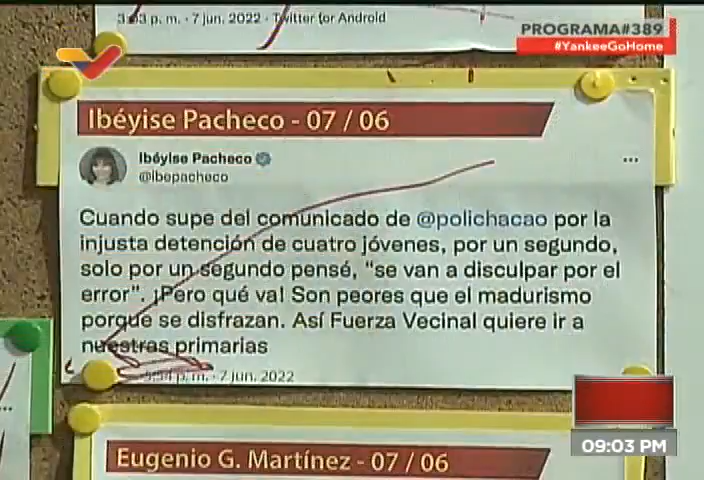 3:33 p. m. · 7 jun. 2022 · Twitter for Android
PROGRAMA#389
#YankeeGoHome
Ibéyise Pacheco - 07 / 06
Ibéyise Pacheco
@ibepacheco
Cuando supe del comunicado de @polichacao por la
injusta detención de cuatro jóvenes, por un segundo,
solo por un segundo pensé, "se van a disculpar por el
error". ¡Pero qué va! Son peores que el madurismo
porque se disfrazan. Así Fuerza Vecinal quiere ir a
nuestras primarias
5:54 p. m. · 7 jun. 2022
09:03 PM
Eugenio G. Martínez - 07 / 06